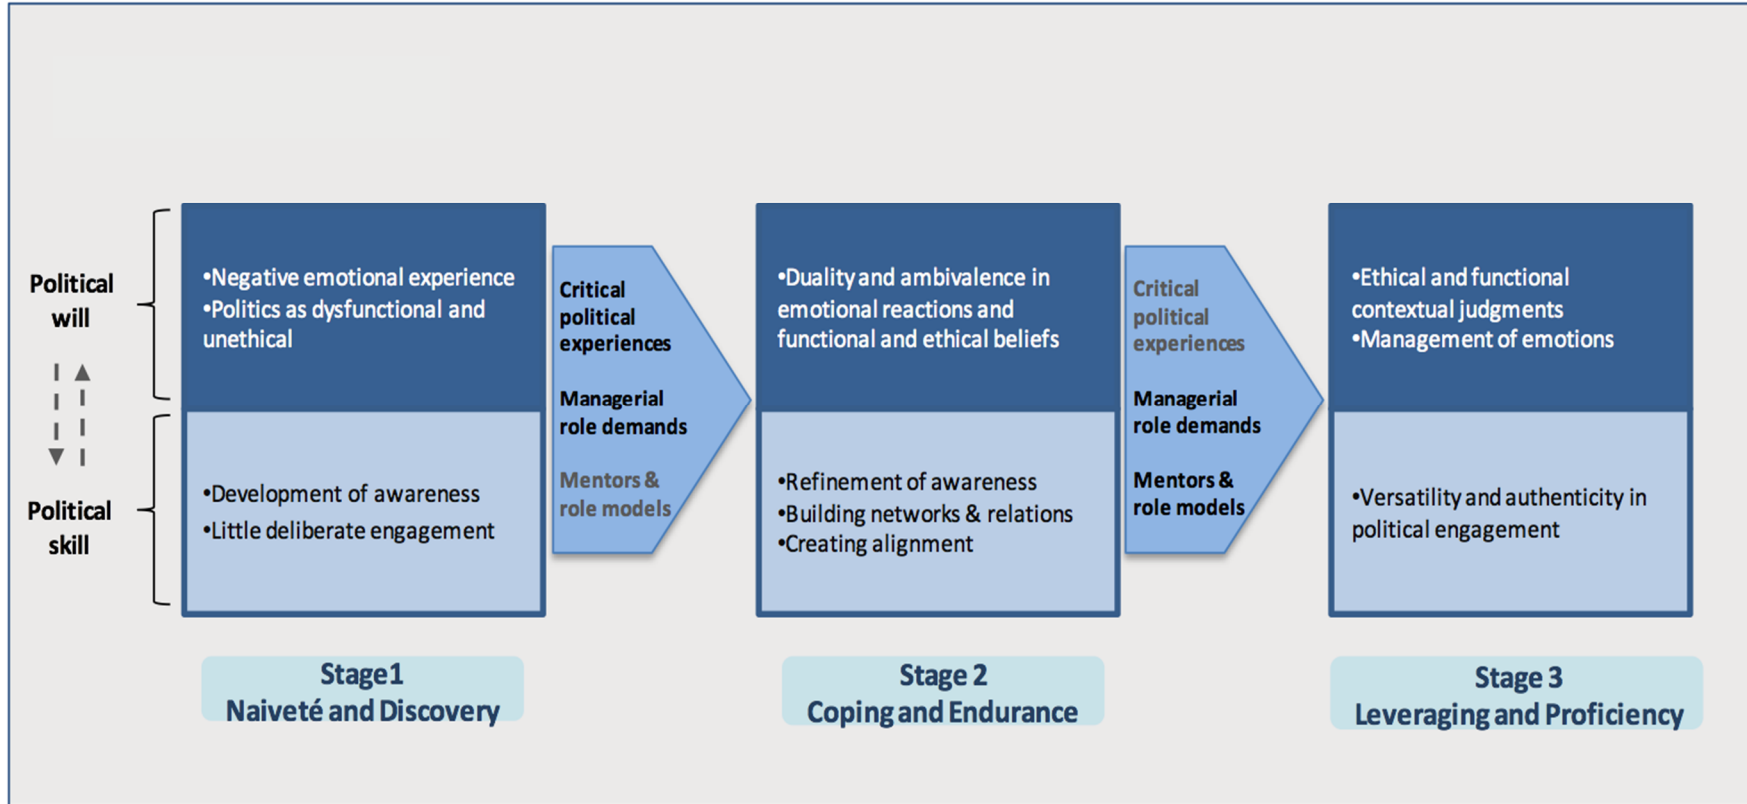 Political
will
Political
skill
•Negative emotional experience
•Politics as dysfunctional and
unethical
•Development of awareness
•Little deliberate engagement
Critical
political
experiences
Managerial
role demands
Mentors &
role models
•Duality and ambivalence in
emotional reactions and
functional and ethical beliefs
•Refinement of awareness
•Building networks & relations
•Creating alignment
Critical
political
experiences
Managerial
role demands
Mentors &
role models
•Ethical and functional
contextual judgments
•Management of emotions
•Versatility and authenticity in
political engagement
Stage1
Naiveté and Discovery
Stage 2
Coping and Endurance
Stage 3
Leveraging and Proficiency